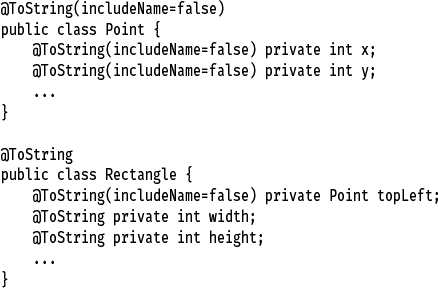 @ToString(includeName=false)
public class Point {
    @ToString(includeName=false) private int x;
    @ToString(includeName=false) private int y;
    ...
}

@ToString
public class Rectangle {
    @ToString(includeName=false) private Point topLeft;
    @ToString private int width;
    @ToString private int height;
    ...
}